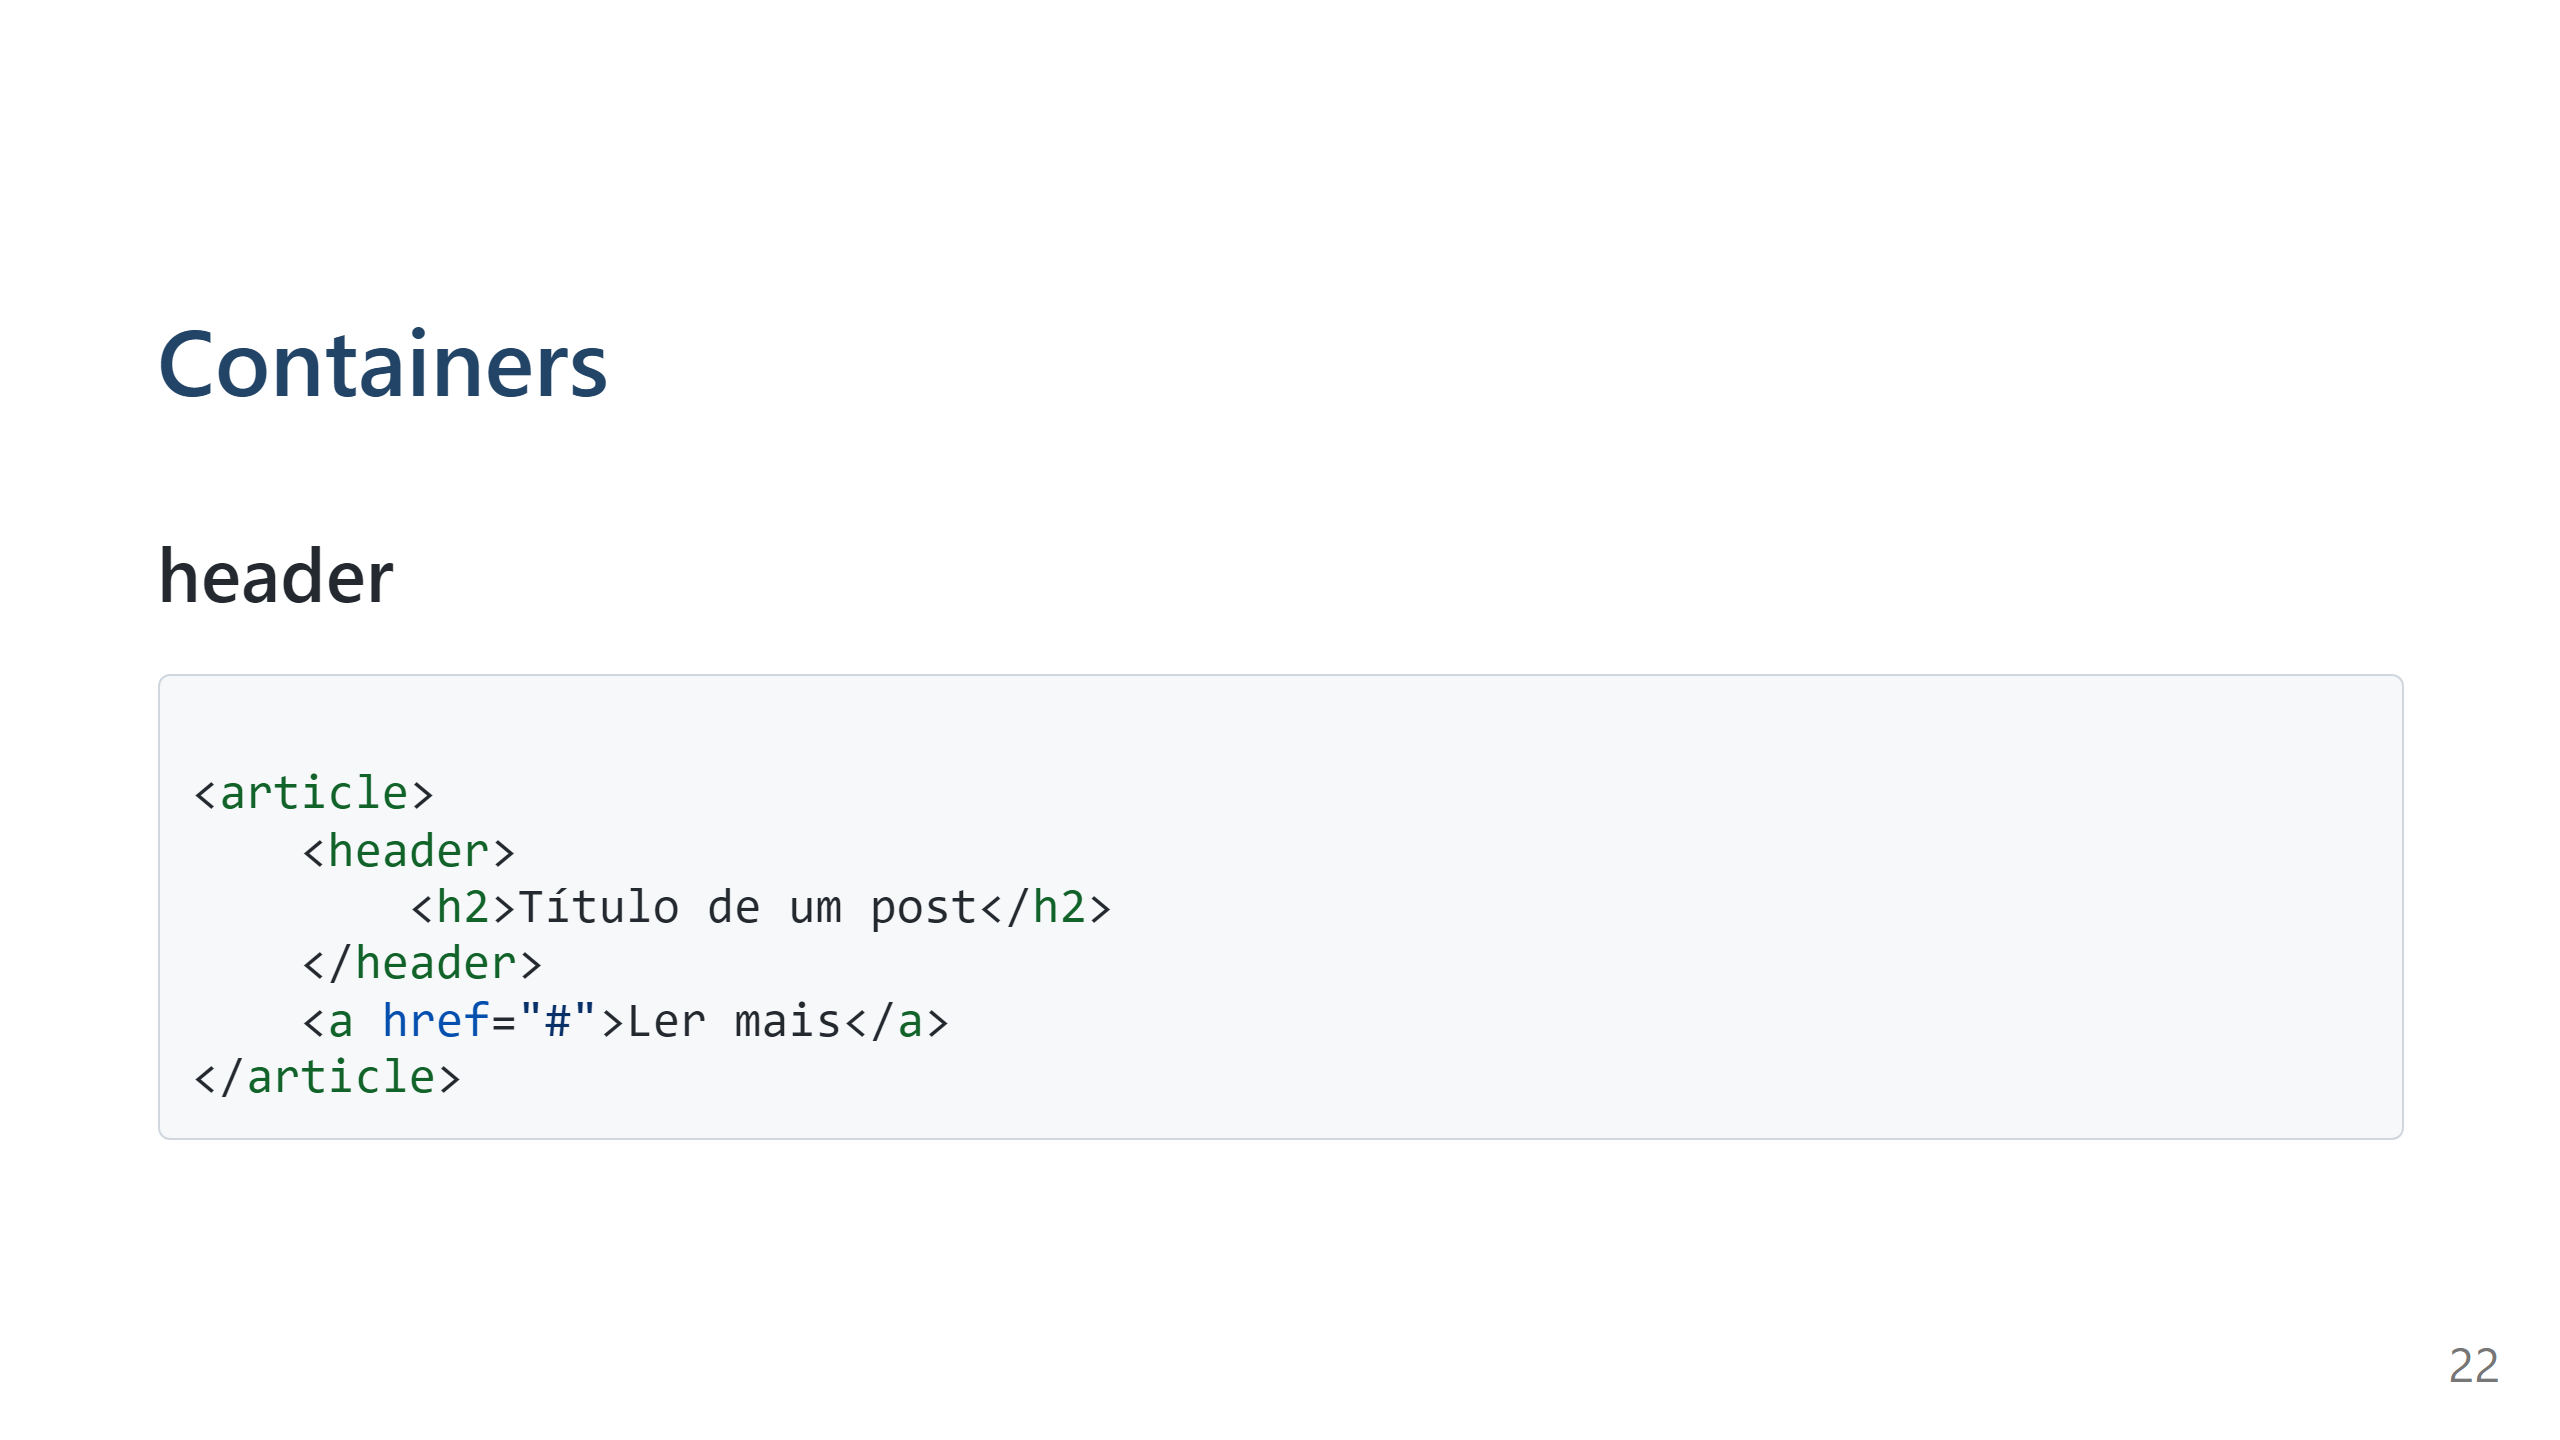 Containers
header
<article>
    <header>
        <h2>Título de um post</h2>
    </header>
    <a href="#">Ler mais</a>
</article>
22